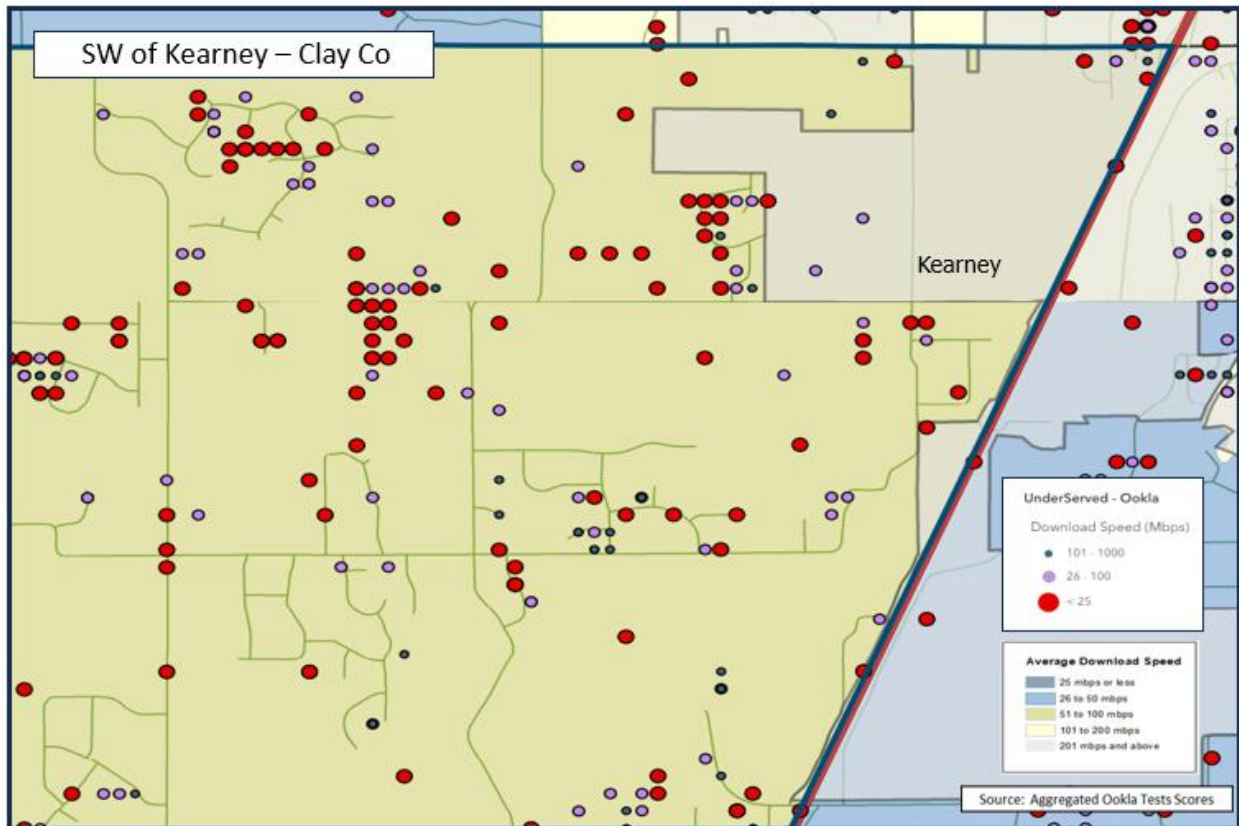 SW of Kearney – Clay Co
Kearney
UnderServed - Ookla
Download Speed (Mbps)
101 - 1000
26 - 100
< 25
Average Download Speed
25 mbps or less
26 to 50 mbps
51 to 100 mbps
101 to 200 mbps
201 mbps and above
Source: Aggregated Ookla Tests Scores